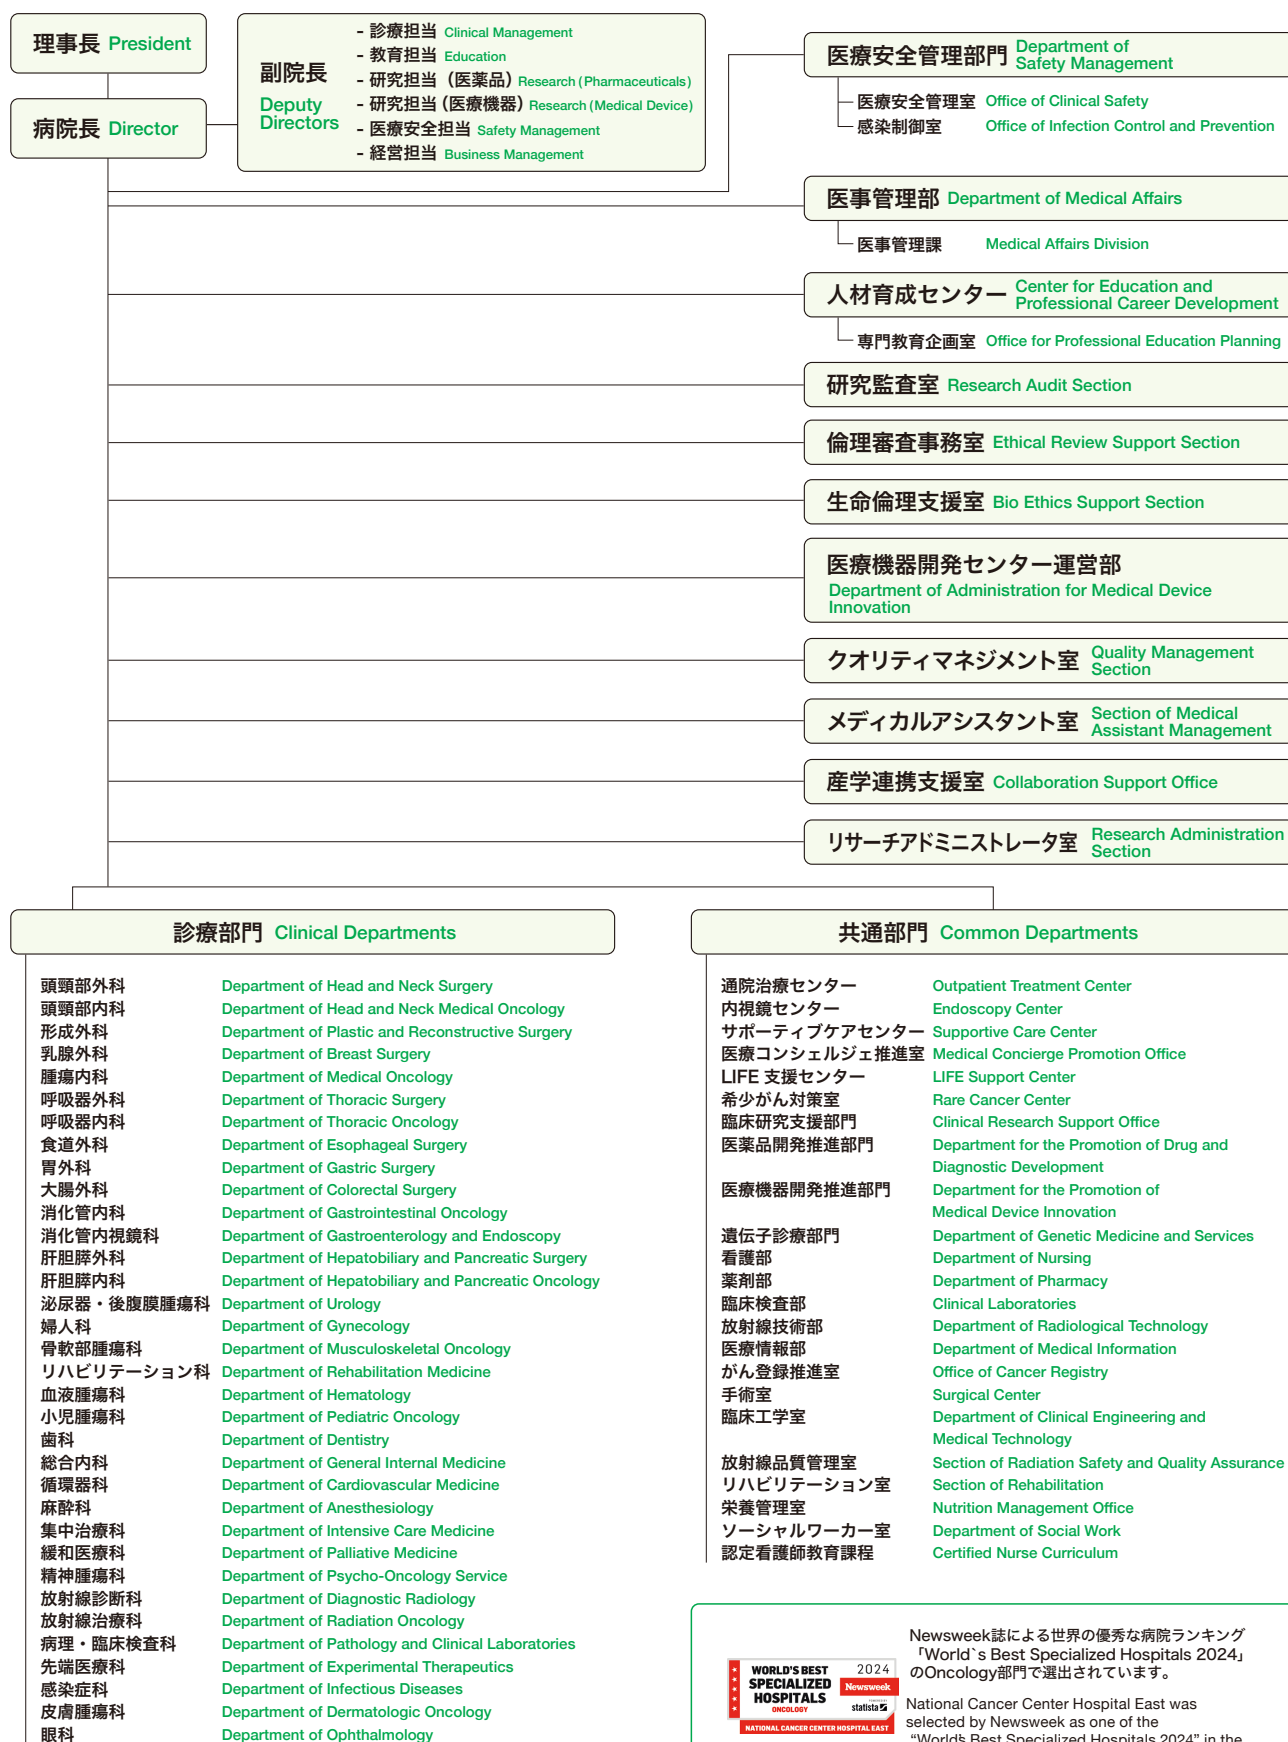 理事長 President
病院長 Director
副院長
Deputy
Directors
- 診療担当 Clinical Management
- 教育担当 Education
- 研究担当（医薬品）Research (Pharmaceuticals)
- 研究担当（医療機器）Research (Medical Device)
- 医療安全担当 Safety Management
- 経営担当 Business Management
医療安全管理部門 Department of
Safety Management
医療安全管理室 Office of Clinical Safety
感染制御室 Office of Infection Control and Prevention
医事管理部 Department of Medical Affairs
医事管理課 Medical Affairs Division
人材育成センター Center for Education and
Professional Career Development
専門教育企画室 Office for Professional Education Planning
研究監査室 Research Audit Section
倫理審査事務室 Ethical Review Support Section
生命倫理支援室 Bio Ethics Support Section
医療機器開発センター運営部
Department of Administration for Medical Device
Innovation
クオリティマネジメント室 Quality Management
Section
メディカルアシスタント室 Section of Medical
Assistant Management
産学連携支援室 Collaboration Support Office
リサーチアドミニストレータ室 Research Administration
Section
診療部門 Clinical Departments
頭頸部外科 Department of Head and Neck Surgery
頭頸部内科 Department of Head and Neck Medical Oncology
形成外科 Department of Plastic and Reconstructive Surgery
乳腺外科 Department of Breast Surgery
腫瘍内科 Department of Medical Oncology
呼吸器外科 Department of Thoracic Surgery
呼吸器内科 Department of Thoracic Oncology
食道外科 Department of Esophageal Surgery
胃外科 Department of Gastric Surgery
大腸外科 Department of Colorectal Surgery
消化管内科 Department of Gastrointestinal Oncology
消化管内視鏡科 Department of Gastroenterology and Endoscopy
肝胆膵外科 Department of Hepatobiliary and Pancreatic Surgery
肝胆膵内科 Department of Hepatobiliary and Pancreatic Oncology
泌尿器・後腹膜腫瘍科 Department of Urology
婦人科 Department of Gynecology
骨軟部腫瘍科 Department of Musculoskeletal Oncology
リハビリテーション科 Department of Rehabilitation Medicine
血液腫瘍科 Department of Hematology
小児腫瘍科 Department of Pediatric Oncology
歯科 Department of Dentistry
総合内科 Department of General Internal Medicine
循環器科 Department of Cardiovascular Medicine
麻酔科 Department of Anesthesiology
集中治療科 Department of Intensive Care Medicine
緩和医療科 Department of Palliative Medicine
精神腫瘍科 Department of Psycho-Oncology Service
放射線診断科 Department of Diagnostic Radiology
放射線治療科 Department of Radiation Oncology
病理・臨床検査科 Department of Pathology and Clinical Laboratories
先端医療科 Department of Experimental Therapeutics
感染症科 Department of Infectious Diseases
皮膚腫瘍科 Department of Dermatologic Oncology
眼科 Department of Ophthalmology
共通部門 Common Departments
通院治療センター Outpatient Treatment Center
内視鏡センター Endoscopy Center
サポーティブケアセンター Supportive Care Center
医療コンシェルジェ推進室 Medical Concierge Promotion Office
LIFE 支援センター LIFE Support Center
希少がん対策室 Rare Cancer Center
臨床研究支援部門 Clinical Research Support Office
医薬品開発推進部門 Department for the Promotion of Drug and
Diagnostic Development
医療機器開発推進部門 Department for the Promotion of
Medical Device Innovation
遺伝子診療部門 Department of Genetic Medicine and Services
看護部 Department of Nursing
薬剤部 Department of Pharmacy
臨床検査部 Clinical Laboratories
放射線技術部 Department of Radiological Technology
医療情報部 Department of Medical Information
がん登録推進室 Office of Cancer Registry
手術室 Surgical Center
臨床工学室 Department of Clinical Engineering and
Medical Technology
放射線品質管理室 Section of Radiation Safety and Quality Assurance
リハビリテーション室 Section of Rehabilitation
栄養管理室 Nutrition Management Office
ソーシャルワーカー室 Department of Social Work
認定看護師教育課程 Certified Nurse Curriculum
WORLD'S BEST
SPECIALIZED
HOSPITALS
ONCOLOGY
2024
Newsweek
statista
NATIONAL CANCER CENTER HOSPITAL EAST
Newsweek誌による世界の優秀な病院ランキング
「World`s Best Specialized Hospitals 2024」
のOncology部門で選出されています。
National Cancer Center Hospital East was
selected by Newsweek as one of the
“World's Best Specialized Hospitals 2024” in the